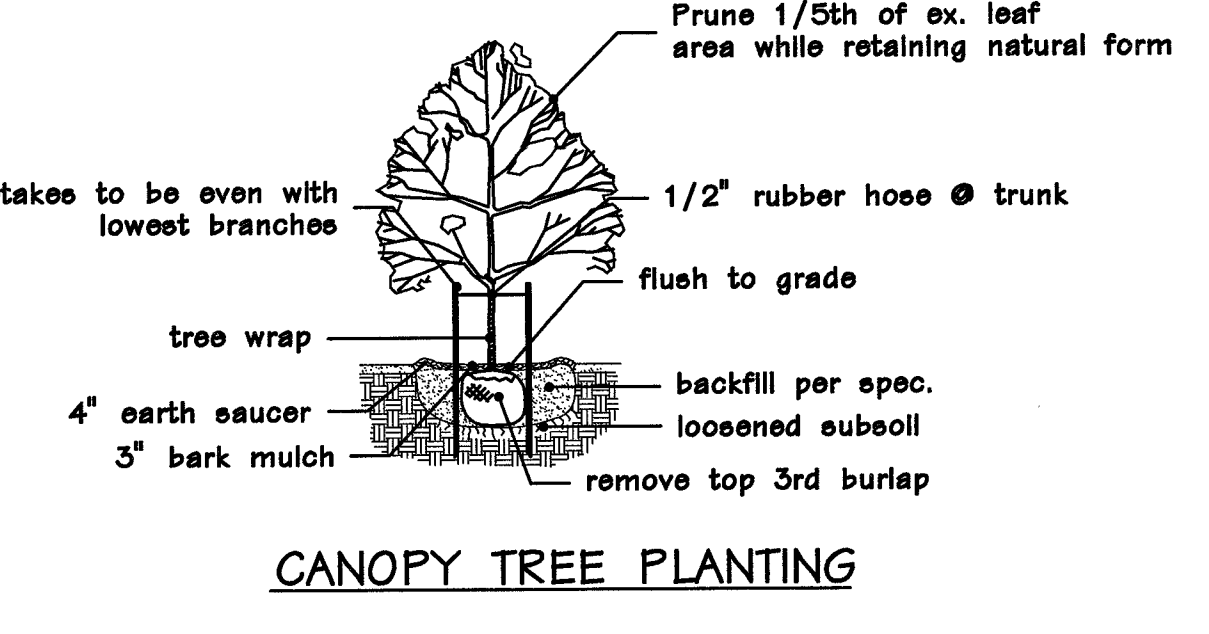 Prune 1/5th of ex. leaf
area while retaining natural form
takes to be even with
lowest branches
1/2" rubber hose @ trunk
flush to grade
tree wrap
backfill per spec.
4" earth saucer
loosened subsoil
3" bark mulch
remove top 3rd burlap
CANOPY TREE PLANTING